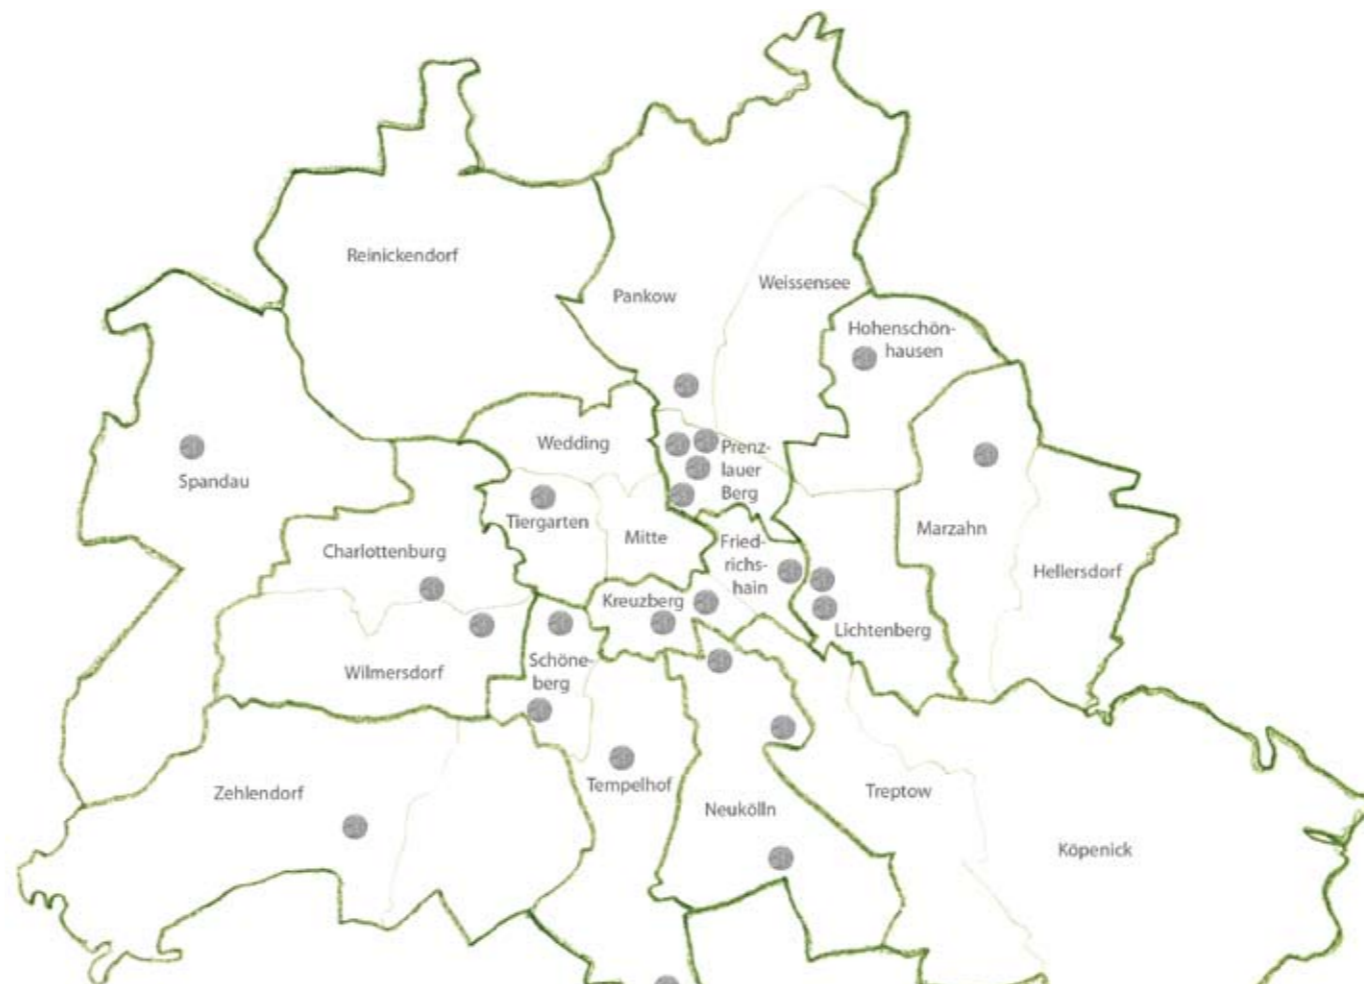 Reinickendorf
Weissensee
Pankow
Hohenschön-
hausen
Wedding
Prenz-
lauer
Berg
Spandau
Tiergarten
Mitte
Fried-
richs-
hain
Marzahn
Charlottenburg
Hellersdorf
Kreuzberg
Lichtenberg
Schöne-
berg
Wilmersdorf
Tempelhof
Zehlendorf
Treptow
Neukölln
Köpenick